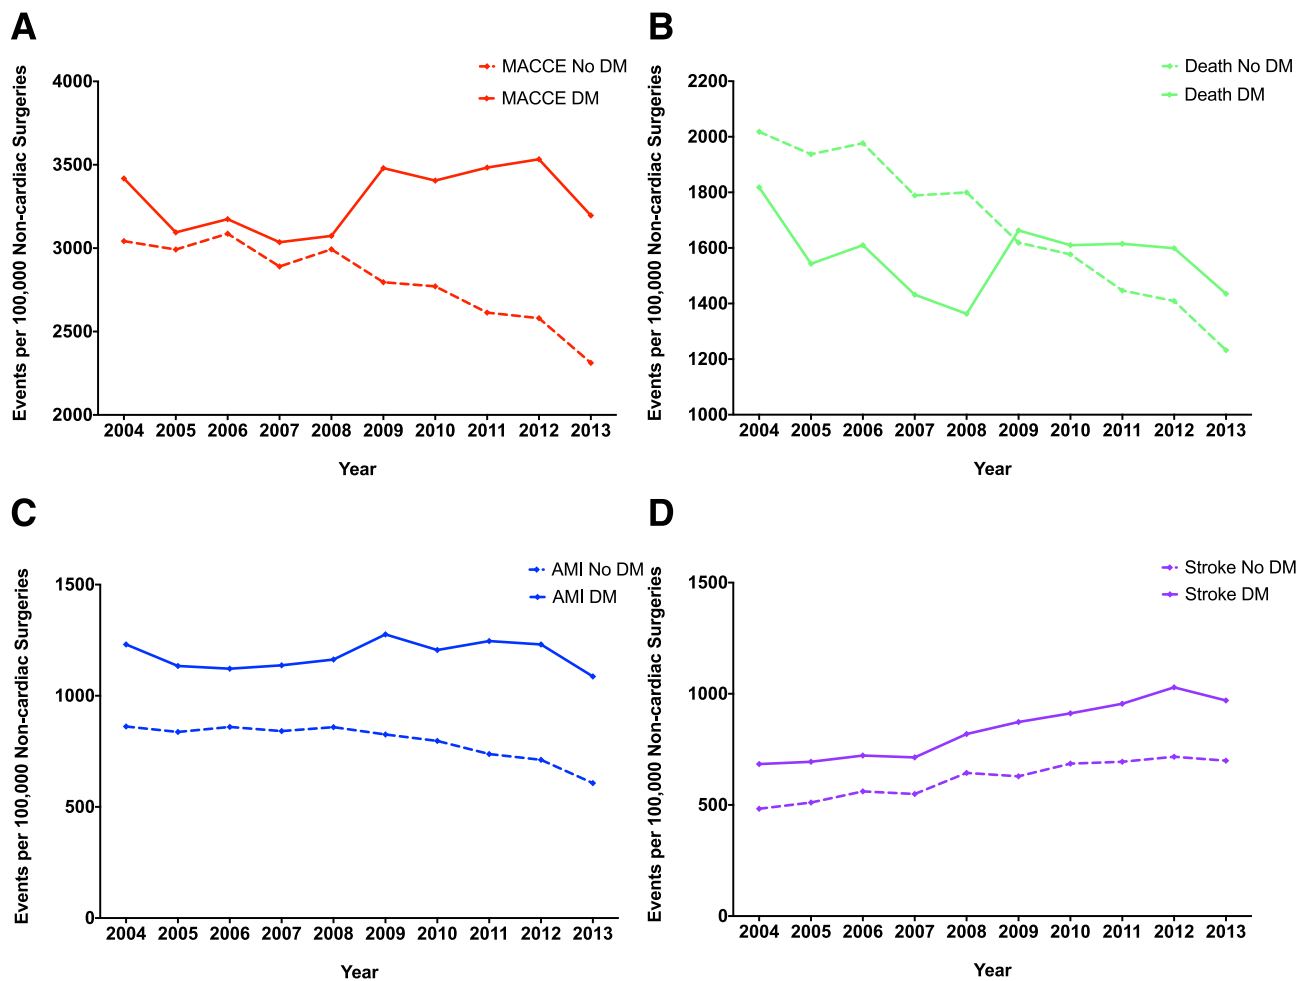 A
MACCE No DM
MACCE DM
Events per 100,000 Non-cardiac Surgeries
4000
3500
3000
2500
2000
2004 2005 2006 2007 2008 2009 2010 2011 2012 2013
Year
B
Death No DM
Death DM
Events per 100,000 Non-cardiac Surgeries
2200
2000
1800
1600
1400
1200
1000
2004 2005 2006 2007 2008 2009 2010 2011 2012 2013
Year
C
AMI No DM
AMI DM
Events per 100,000 Non-cardiac Surgeries
1500
1000
500
0
2004 2005 2006 2007 2008 2009 2010 2011 2012 2013
Year
D
Stroke No DM
Stroke DM
Events per 100,000 Non-cardiac Surgeries
1500
1000
500
0
2004 2005 2006 2007 2008 2009 2010 2011 2012 2013
Year